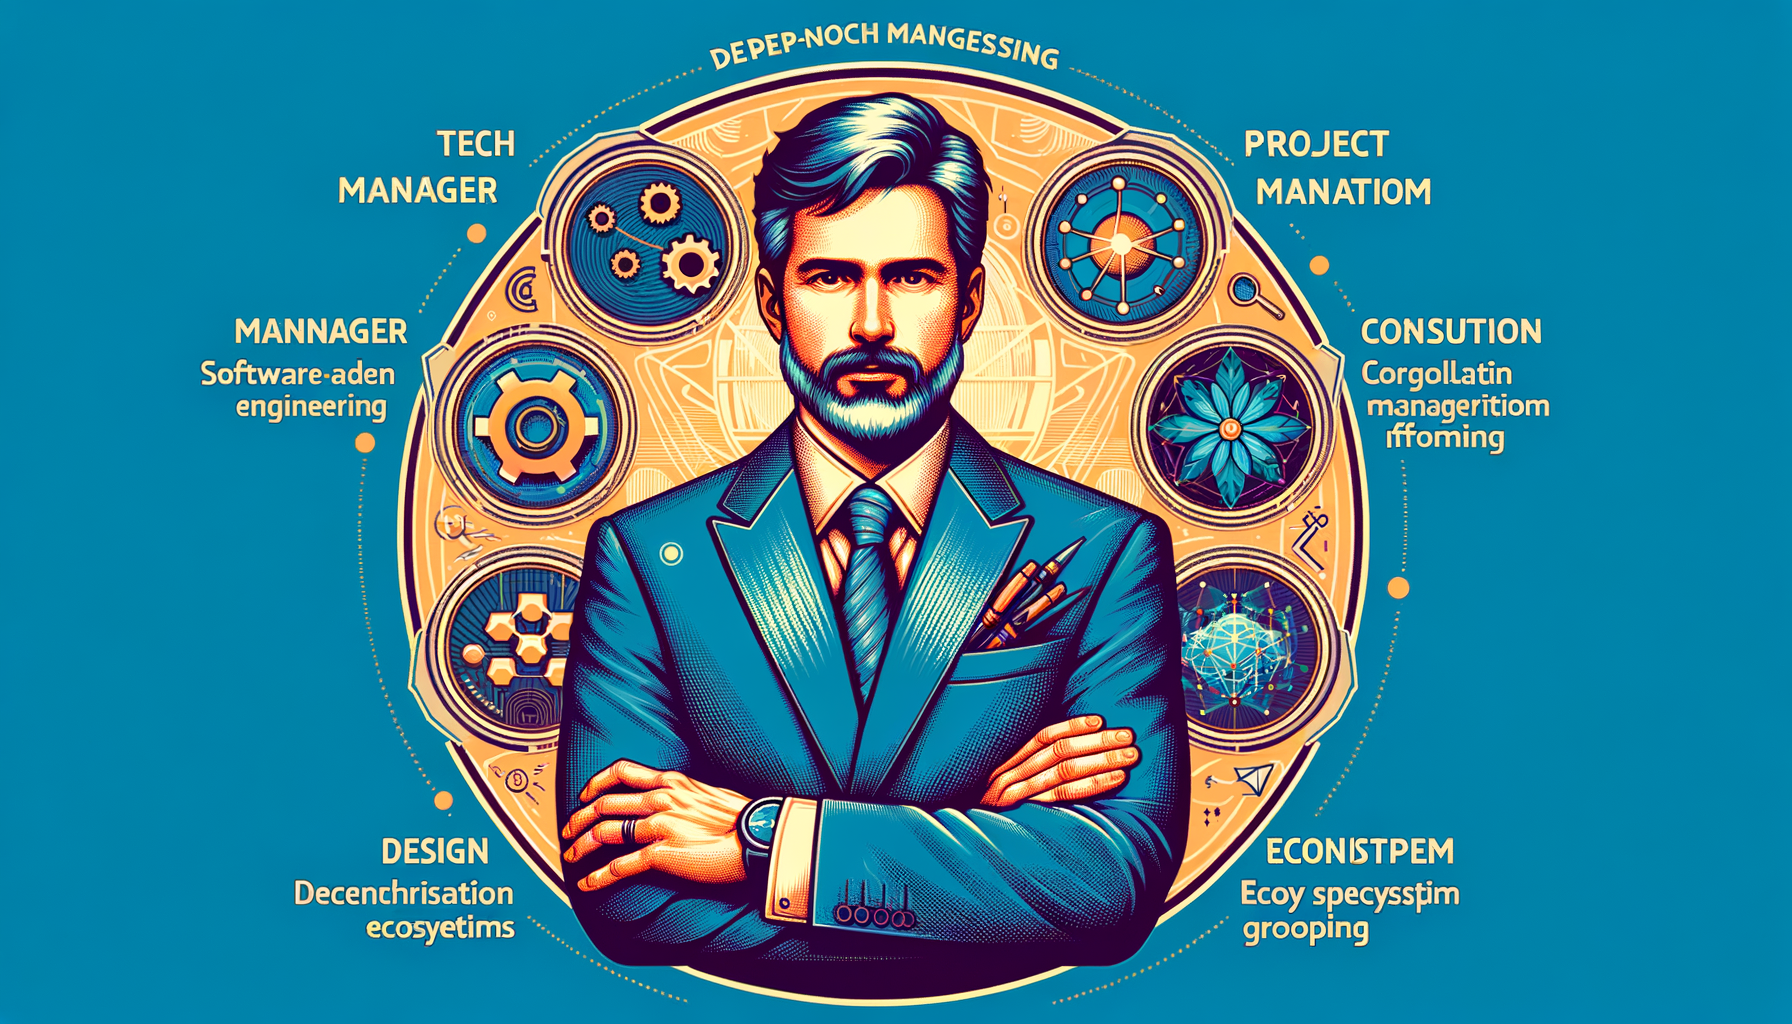 DEPEP-NOCH MANGESSING
TECH
MANAGER
PROJECT
MANATIOM
MANNAGER
Software-aden
engineering
CONSUTION
Corgollatin
manageritiom
iffoming
DESIGN
Decenchrisation
ecosyetims
ECONISTPEM
Ecoy specysstpim
grooping